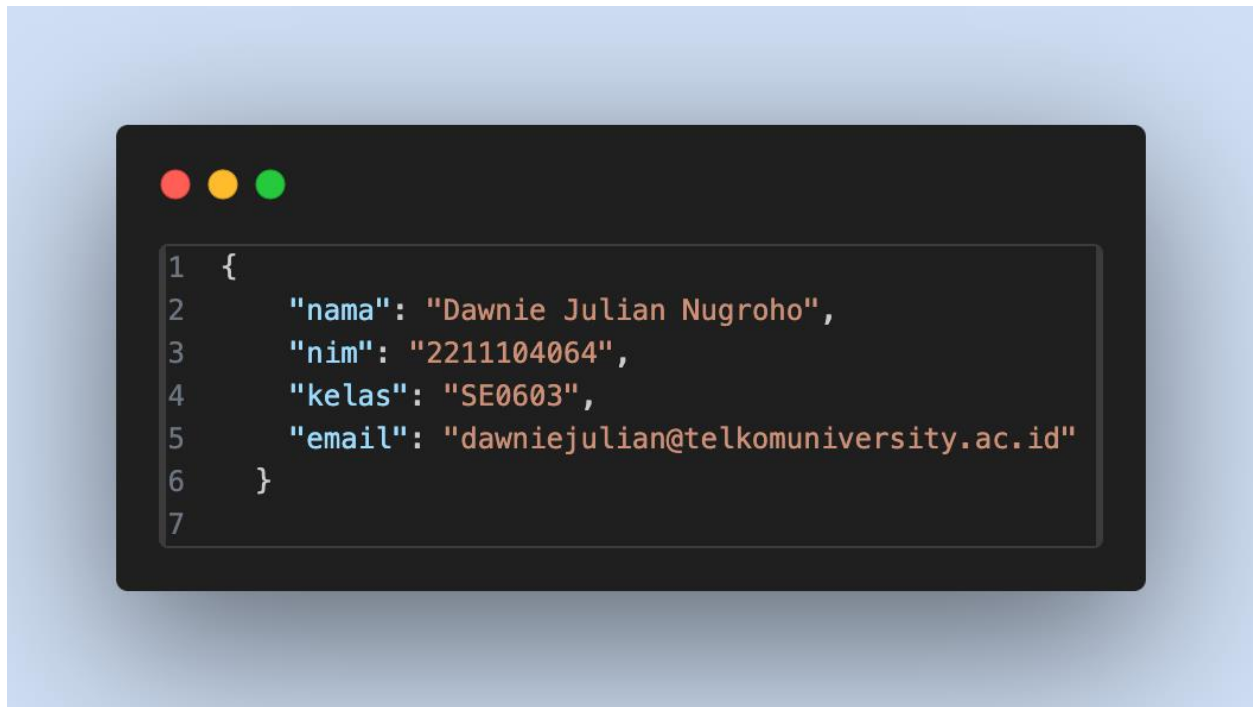 1 {
2 "nama": "Dawnie Julian Nugroho",
3 "nim": "2211104064",
4 "kelas": "SE0603",
5 "email": "dawniejulian@telkomuniversity.ac.id"
6 }
7